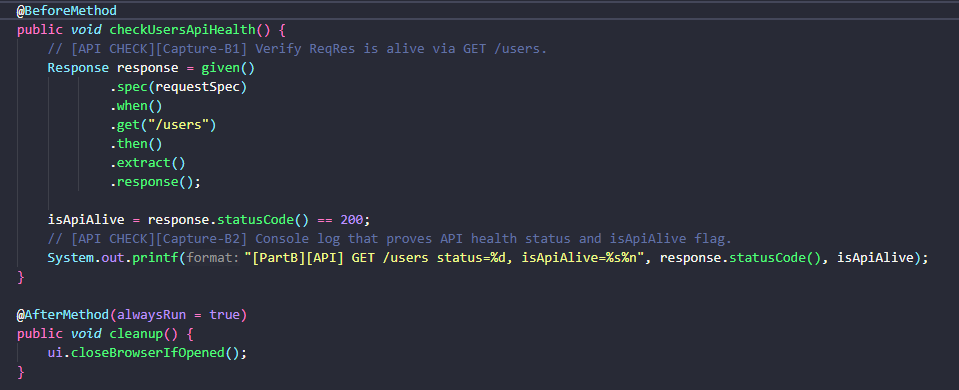 @BeforeMethod
public void checkUsersApiHealth() {
    // [API CHECK][Capture-B1] Verify ReqRes is alive via GET /users.
    Response response = given()
            .spec(requestSpec)
            .when()
            .get("/users")
            .then()
            .extract()
            .response();

    isApiAlive = response.statusCode() == 200;
    // [API CHECK][Capture-B2] Console log that proves API health status and isApiAlive flag.
    System.out.printf(format: "[PartB][API] GET /users status=%d, isApiAlive=%s%n", response.statusCode(), isApiAlive);
}

@AfterMethod(alwaysRun = true)
public void cleanup() {
    ui.closeBrowserIfOpened();
}